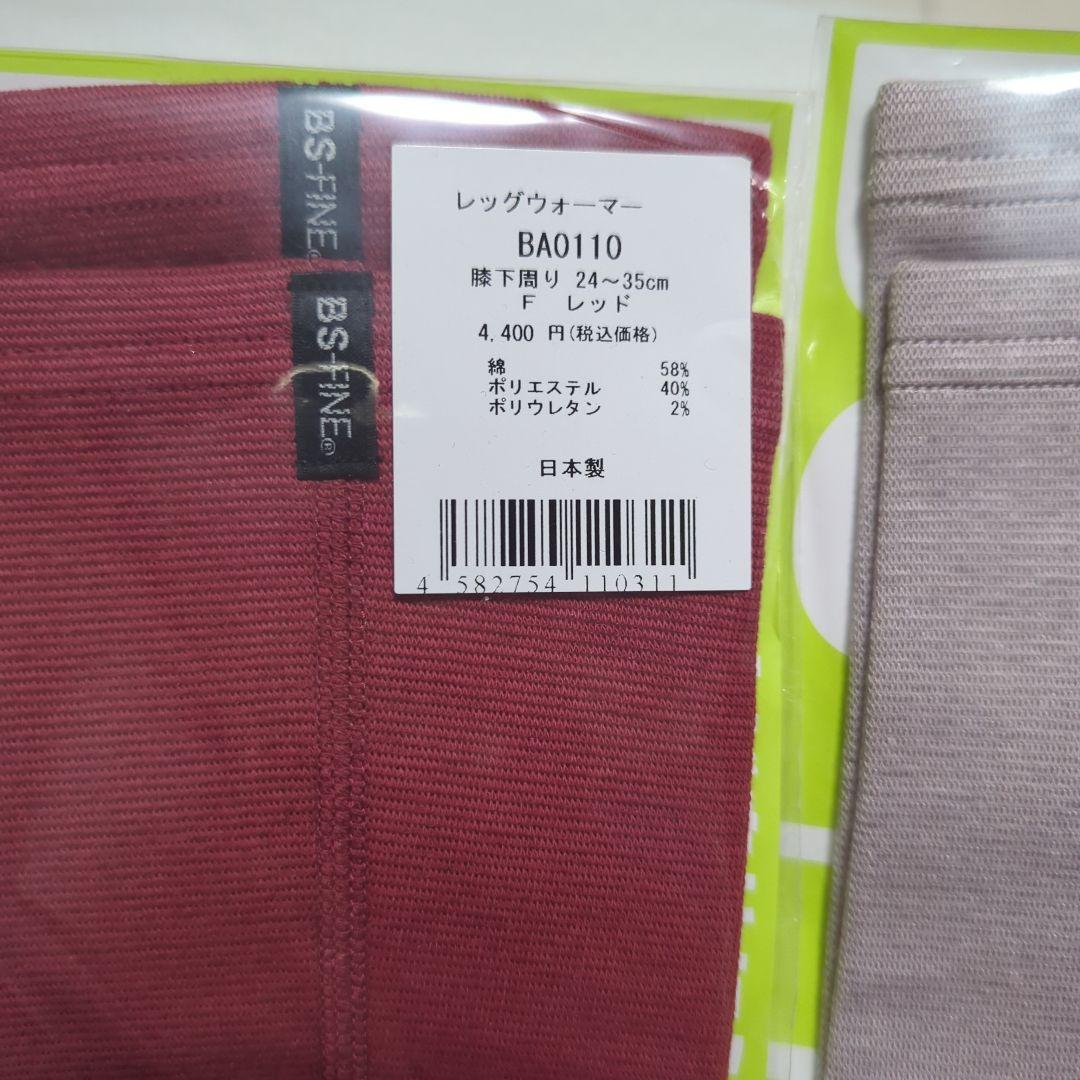 BS-FINE®
BS-FINE®
レッグウォーマー
BA0110
膝下周り 24～35cm
F レッド
4,400 円(税込価格)
綿 58%
ポリエステル 40%
ポリウレタン 2%
日本製
4 582754 110311